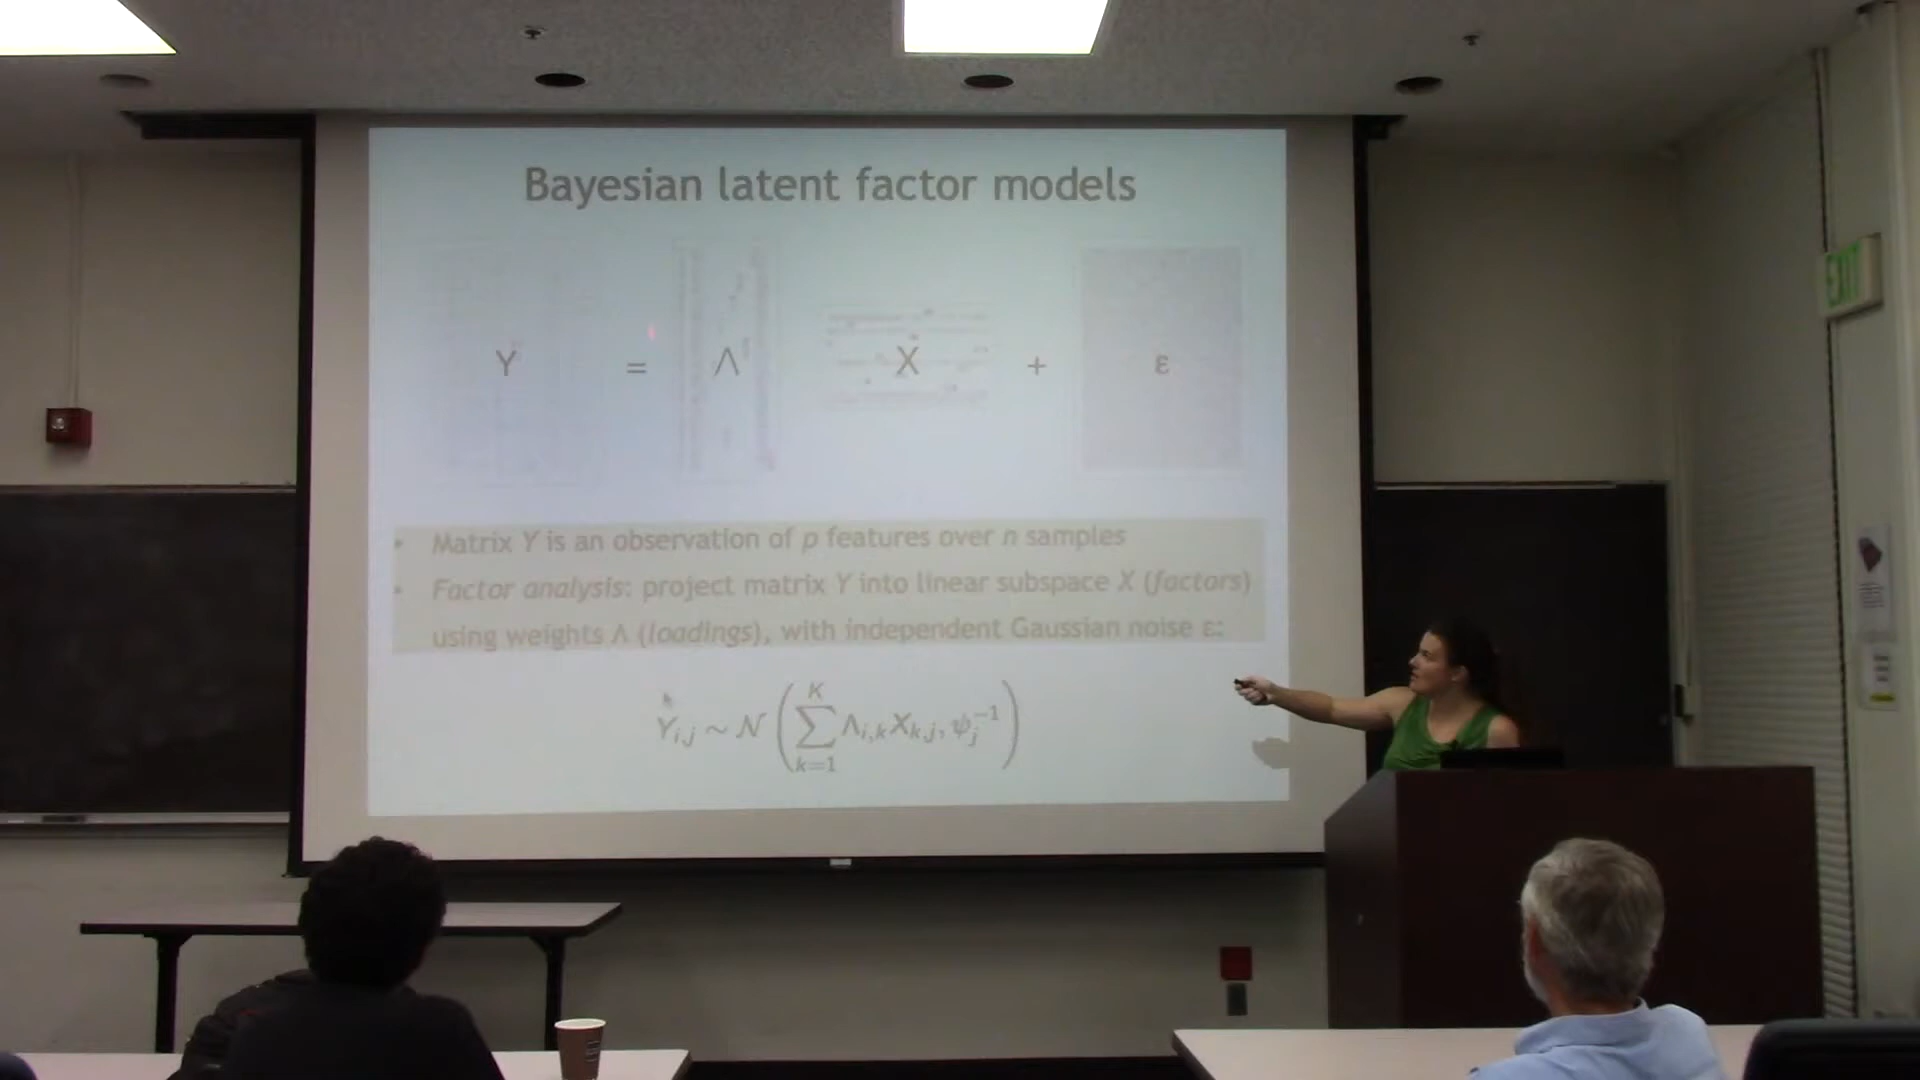 Bayesian latent factor models
Y = Λ X + ε
• Matrix Y is an observation of p features over n samples
• Factor analysis: project matrix Y into linear subspace X (factors)
using weights Λ (loadings), with independent Gaussian noise ε:
Y_{i,j} ∼ 𝒩 ( ∑_{k=1}^{K} Λ_{i,k} X_{k,j}, ψ_j^{-1} )
EXIT